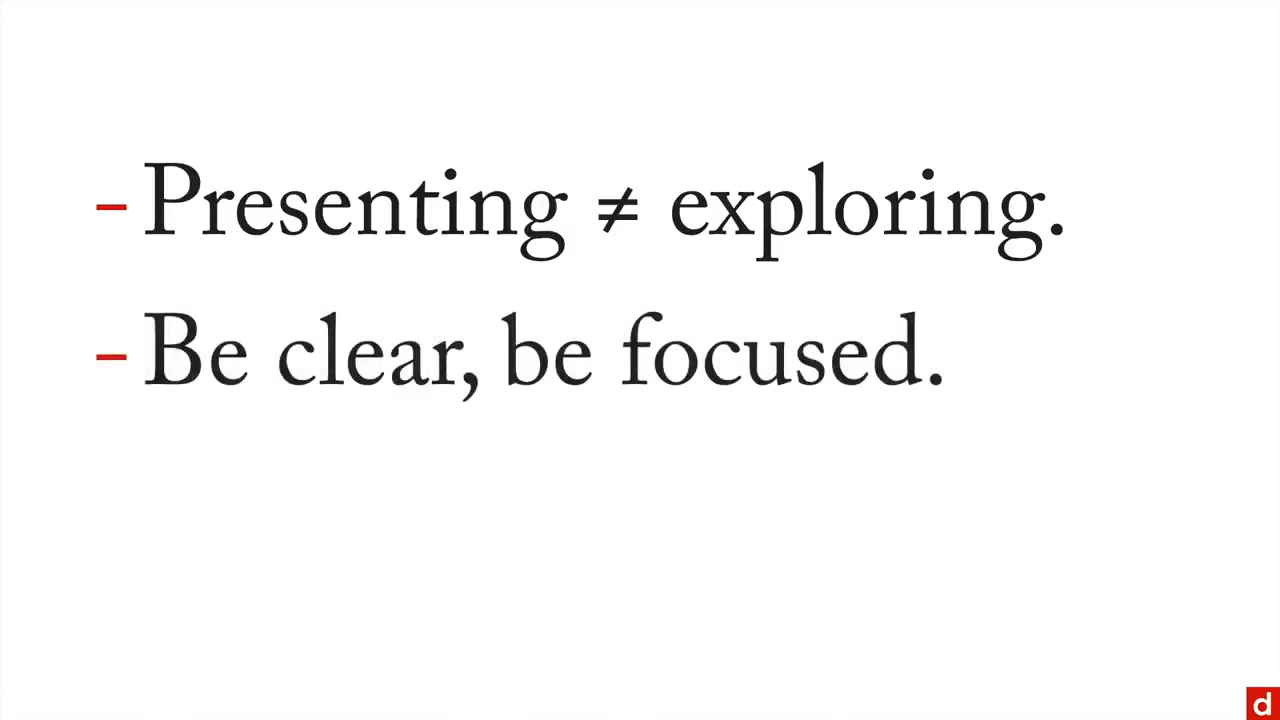 - Presenting ≠ exploring.
- Be clear, be focused.
d